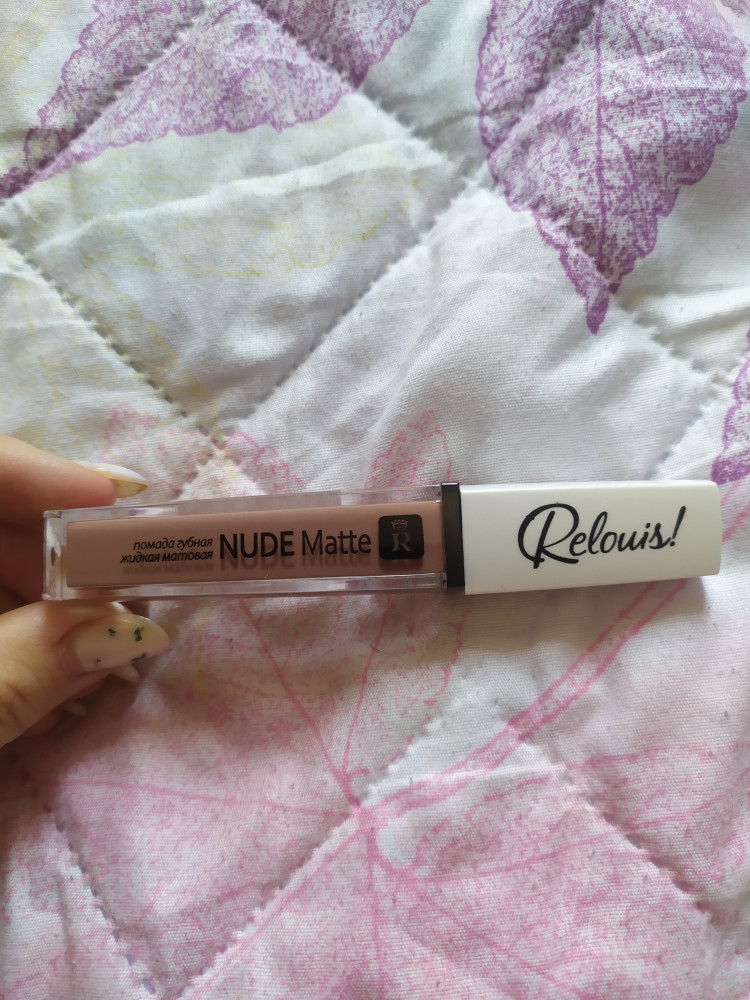 помада губная
жидкая матовая
NUDE Matte
R
Relouis!